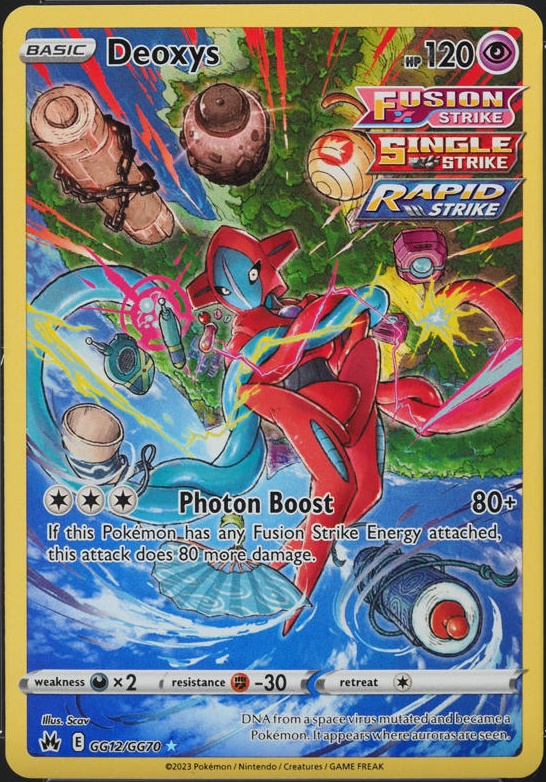 BASIC
Deoxys
HP 120
FUSION STRIKE
SINGLE STRIKE
RAPID STRIKE
Photon Boost 80+
If this Pokémon has any Fusion Strike Energy attached,
this attack does 80 more damage.
weakness ×2 resistance -30 retreat
Illus. Scav
DNA from a space virus mutated and became a
E GG12/GG70 Pokémon. It appears where auroras are seen.
©2023 Pokémon / Nintendo / Creatures / GAME FREAK